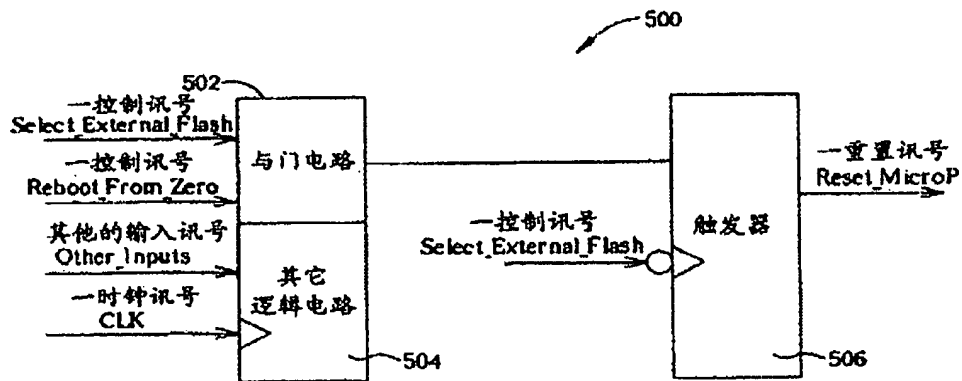 500
502
一控制讯号
Select_External_Flash
一控制讯号
Reboot_From_Zero
其他的输入讯号
Other_Inputs
一时钟讯号
CLK
与门电路
其它
逻辑电路
504
一控制讯号
Select_External_Flash
触发器
506
一重置讯号
Reset_MicroP